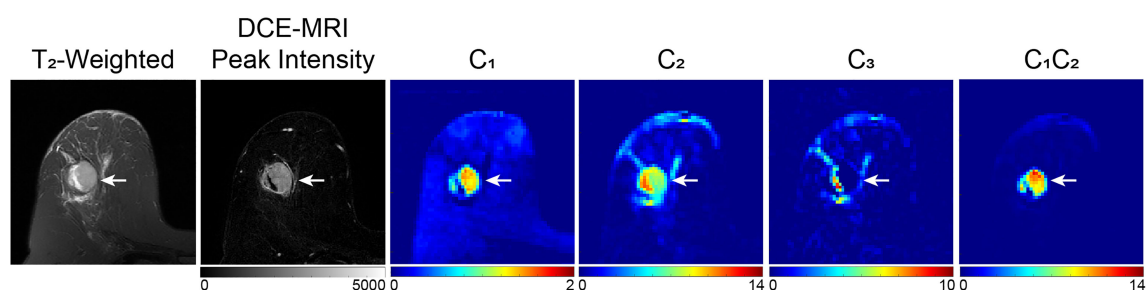 DCE-MRI
T₂-Weighted Peak Intensity C₁ C₂ C₃ C₁C₂
0 5000 0 2 0 14 0 10 0 14